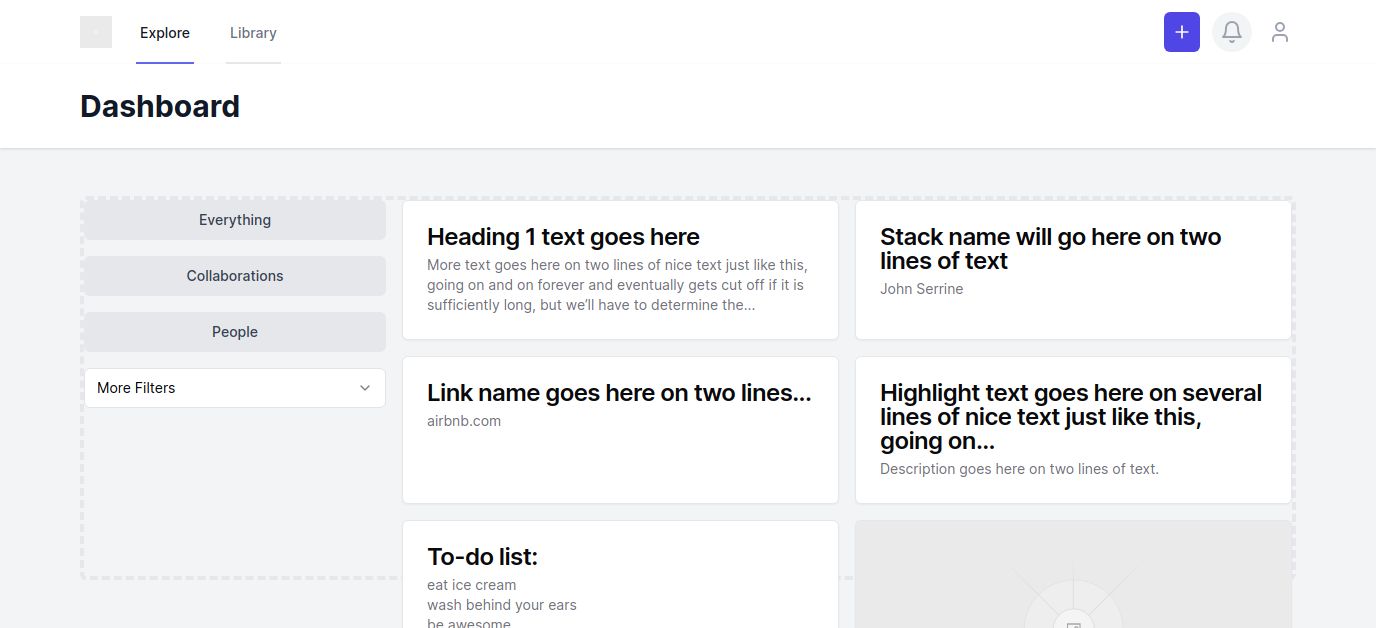 Explore
Library
Dashboard
Everything
Collaborations
People
More Filters
Heading 1 text goes here
More text goes here on two lines of nice text just like this,
going on and on forever and eventually gets cut off if it is
sufficiently long, but we’ll have to determine the...
Stack name will go here on two
lines of text
John Serrine
Link name goes here on two lines...
airbnb.com
Highlight text goes here on several
lines of nice text just like this,
going on...
Description goes here on two lines of text.
To-do list:
eat ice cream
wash behind your ears
be awesome